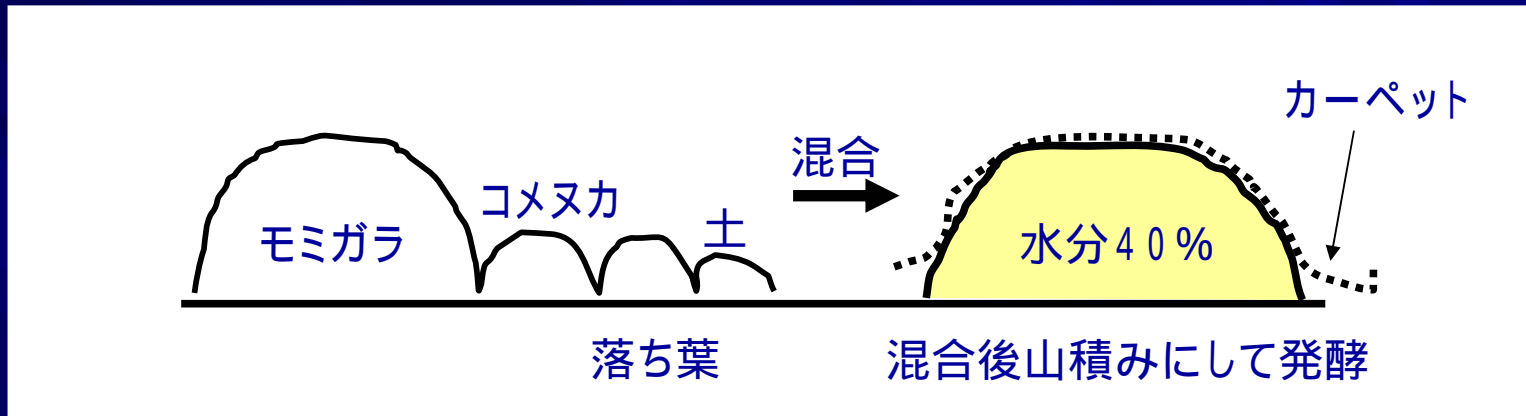 カーペット
混合
コメヌカ
土
モミガラ
水分40%
落ち葉
混合後山積みにして発酵